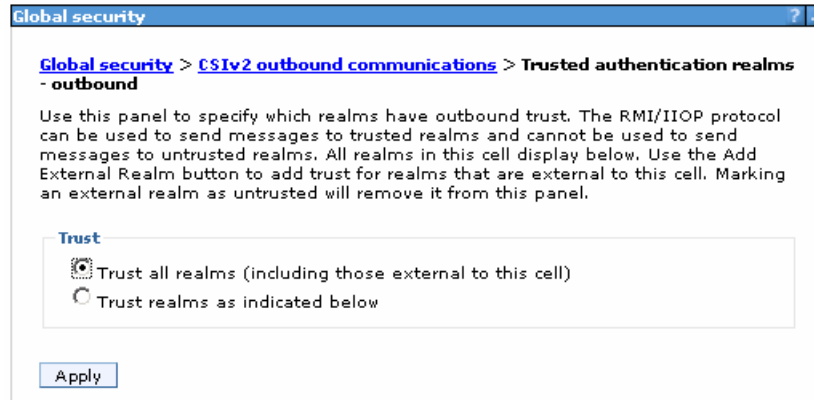 Global security ?
Global security > CSIv2 outbound communications > Trusted authentication realms
- outbound
Use this panel to specify which realms have outbound trust. The RMI/IIOP protocol
can be used to send messages to trusted realms and cannot be used to send
messages to untrusted realms. All realms in this cell display below. Use the Add
External Realm button to add trust for realms that are external to this cell. Marking
an external realm as untrusted will remove it from this panel.
Trust
Trust all realms (including those external to this cell)
Trust realms as indicated below
Apply